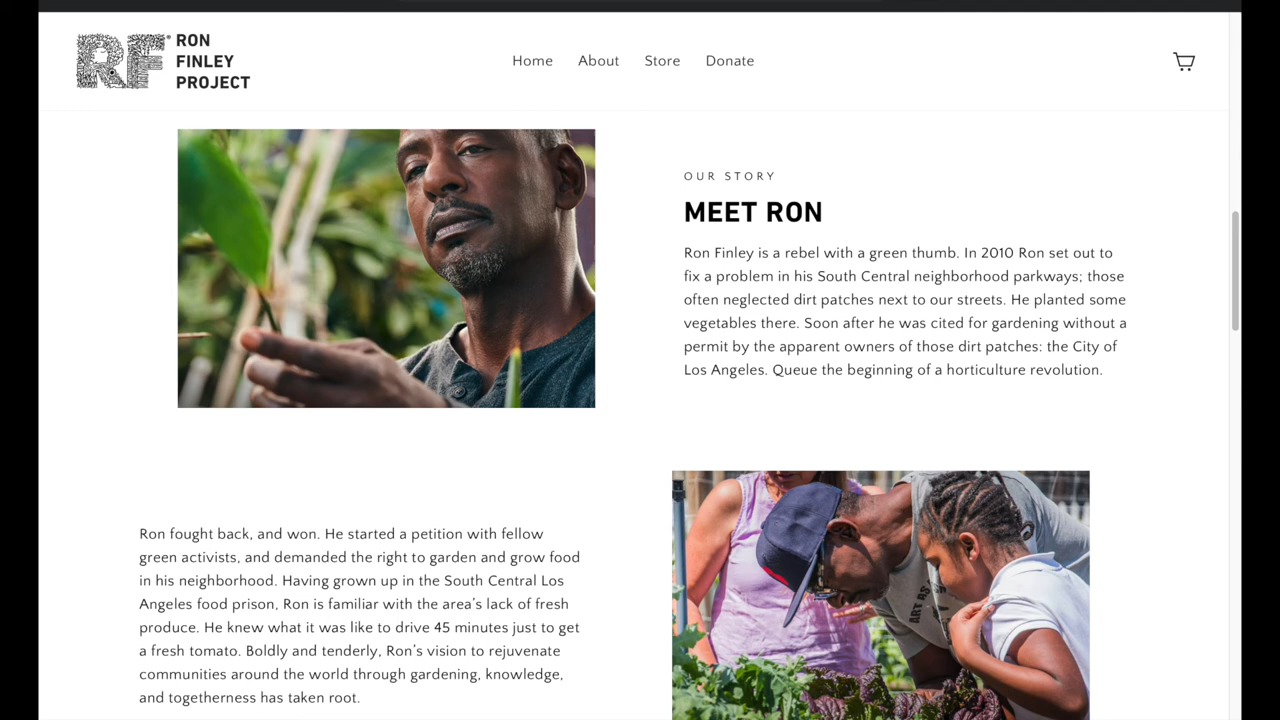 RF® RON
FINLEY
PROJECT
Home About Store Donate
OUR STORY
MEET RON
Ron Finley is a rebel with a green thumb. In 2010 Ron set out to
fix a problem in his South Central neighborhood parkways; those
often neglected dirt patches next to our streets. He planted some
vegetables there. Soon after he was cited for gardening without a
permit by the apparent owners of those dirt patches: the City of
Los Angeles. Queue the beginning of a horticulture revolution.
Ron fought back, and won. He started a petition with fellow
green activists, and demanded the right to garden and grow food
in his neighborhood. Having grown up in the South Central Los
Angeles food prison, Ron is familiar with the area’s lack of fresh
produce. He knew what it was like to drive 45 minutes just to get
a fresh tomato. Boldly and tenderly, Ron’s vision to rejuvenate
communities around the world through gardening, knowledge,
and togetherness has taken root.